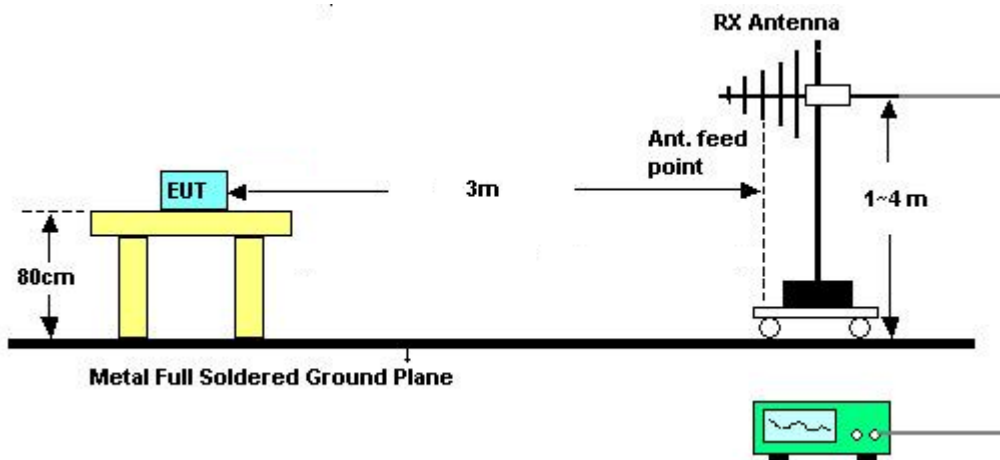 RX Antenna
Ant. feed
point
EUT
3m
1~4 m
80cm
Metal Full Soldered Ground Plane